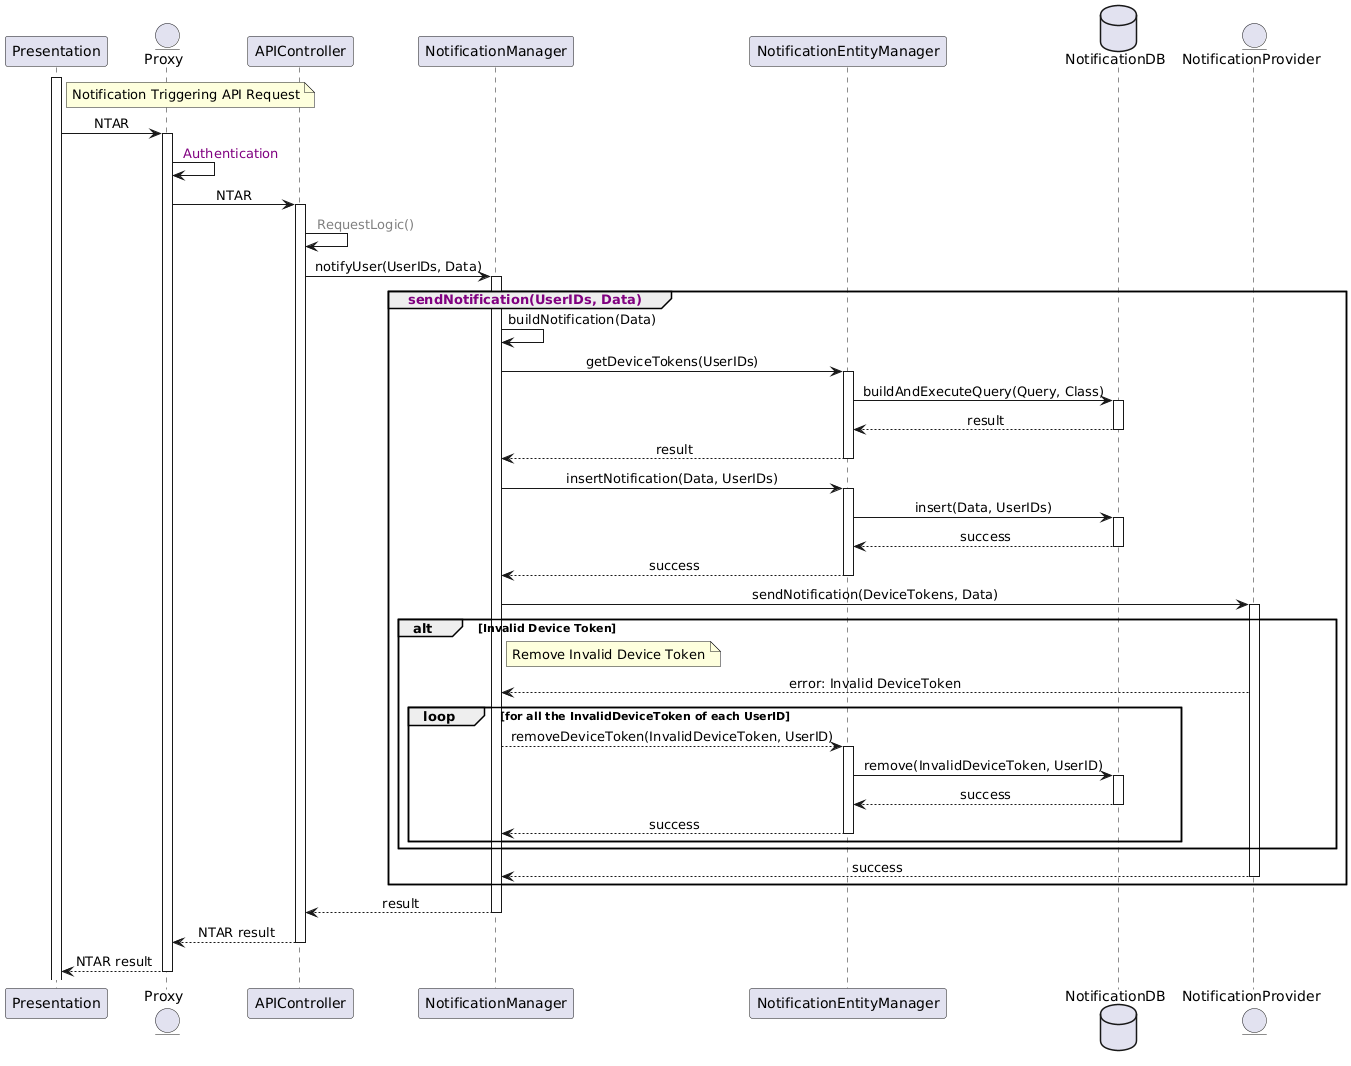 Presentation
Proxy
APIController
NotificationManager
NotificationEntityManager
NotificationDB
NotificationProvider
Notification Triggering API Request
NTAR
Authentication
NTAR
RequestLogic()
notifyUser(UserIDs, Data)
sendNotification(UserIDs, Data)
buildNotification(Data)
getDeviceTokens(UserIDs)
buildAndExecuteQuery(Query, Class)
result
result
insertNotification(Data, UserIDs)
insert(Data, UserIDs)
success
success
sendNotification(DeviceTokens, Data)
alt [Invalid Device Token]
Remove Invalid Device Token
error: Invalid DeviceToken
loop [for all the InvalidDeviceToken of each UserID]
removeDeviceToken(InvalidDeviceToken, UserID)
remove(InvalidDeviceToken, UserID)
success
success
success
result
NTAR result
NTAR result
Presentation
Proxy
APIController
NotificationManager
NotificationEntityManager
NotificationDB
NotificationProvider